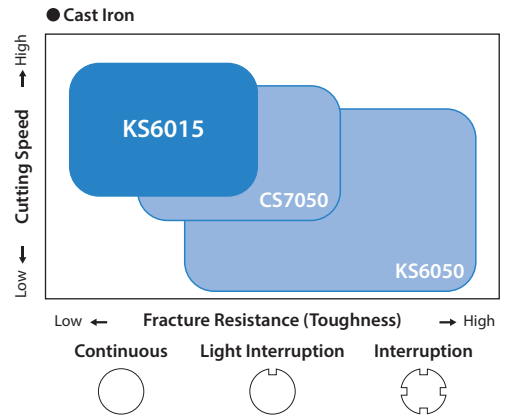 ● Cast Iron
High
Cutting Speed
Low
KS6015
CS7050
KS6050
Low ← Fracture Resistance (Toughness) → High
Continuous Light Interruption Interruption